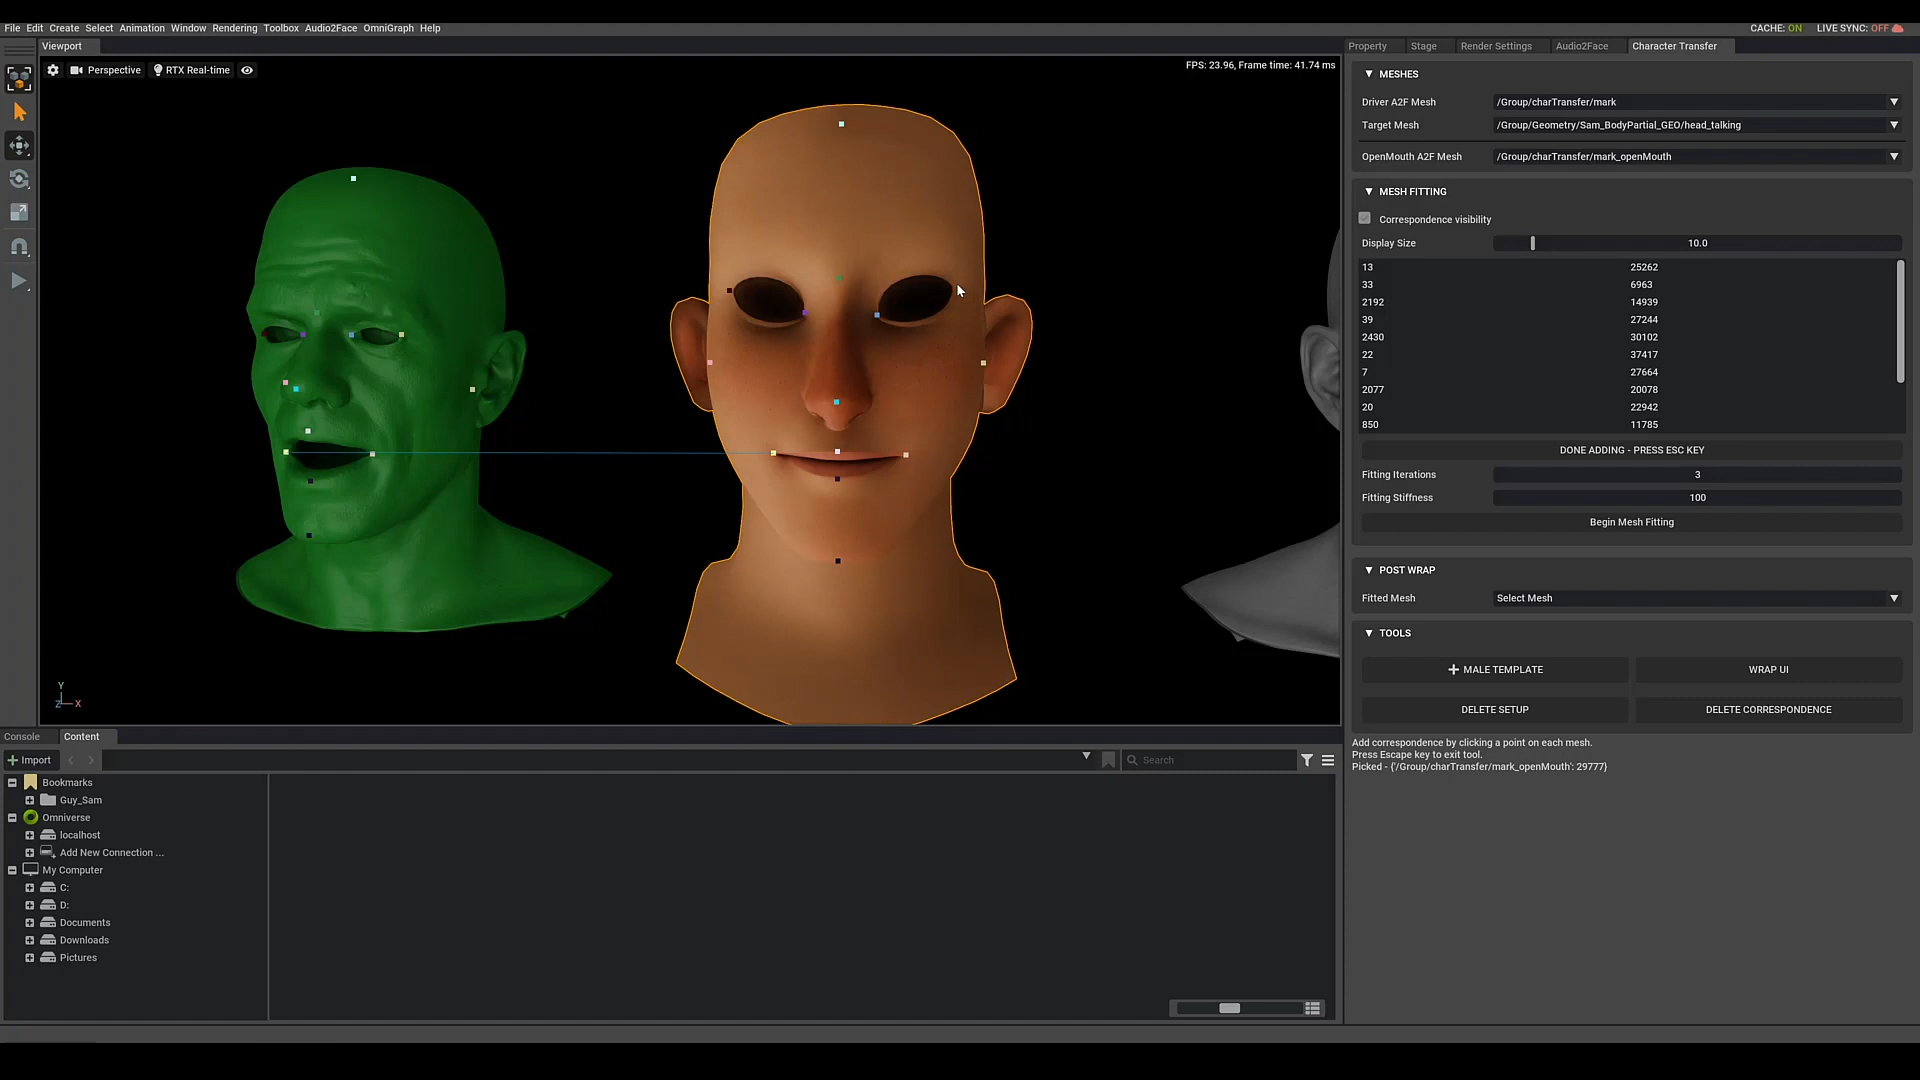 File Edit Create Select Animation Window Rendering Toolbox Audio2Face OmniGraph Help
CACHE: ON LIVE SYNC: OFF
Viewport
Property Stage Render Settings Audio2Face Character Transfer
Perspective RTX Real-time
FPS: 23.96, Frame time: 41.74 ms
MESHES
Driver A2F Mesh /Group/charTransfer/mark
Target Mesh /Group/Geometry/Sam_BodyPartial_GEO/head_talking
OpenMouth A2F Mesh /Group/charTransfer/mark_openMouth
MESH FITTING
Correspondence visibility
Display Size 10.0
13 25262
33 6963
2192 14939
39 27244
2430 30102
22 37417
7 27664
2077 20078
20 22942
850 11785
DONE ADDING - PRESS ESC KEY
Fitting Iterations 3
Fitting Stiffness 100
Begin Mesh Fitting
POST WRAP
Fitted Mesh Select Mesh
TOOLS
MALE TEMPLATE WRAP UI
DELETE SETUP DELETE CORRESPONDENCE
Add correspondence by clicking a point on each mesh.
Press Escape key to exit tool.
Picked - {'/Group/charTransfer/mark_openMouth': 29777}
Y
Z X
Console Content
Import Search
Bookmarks
Guy_Sam
Omniverse
localhost
Add New Connection ...
My Computer
C:
D:
Documents
Downloads
Pictures